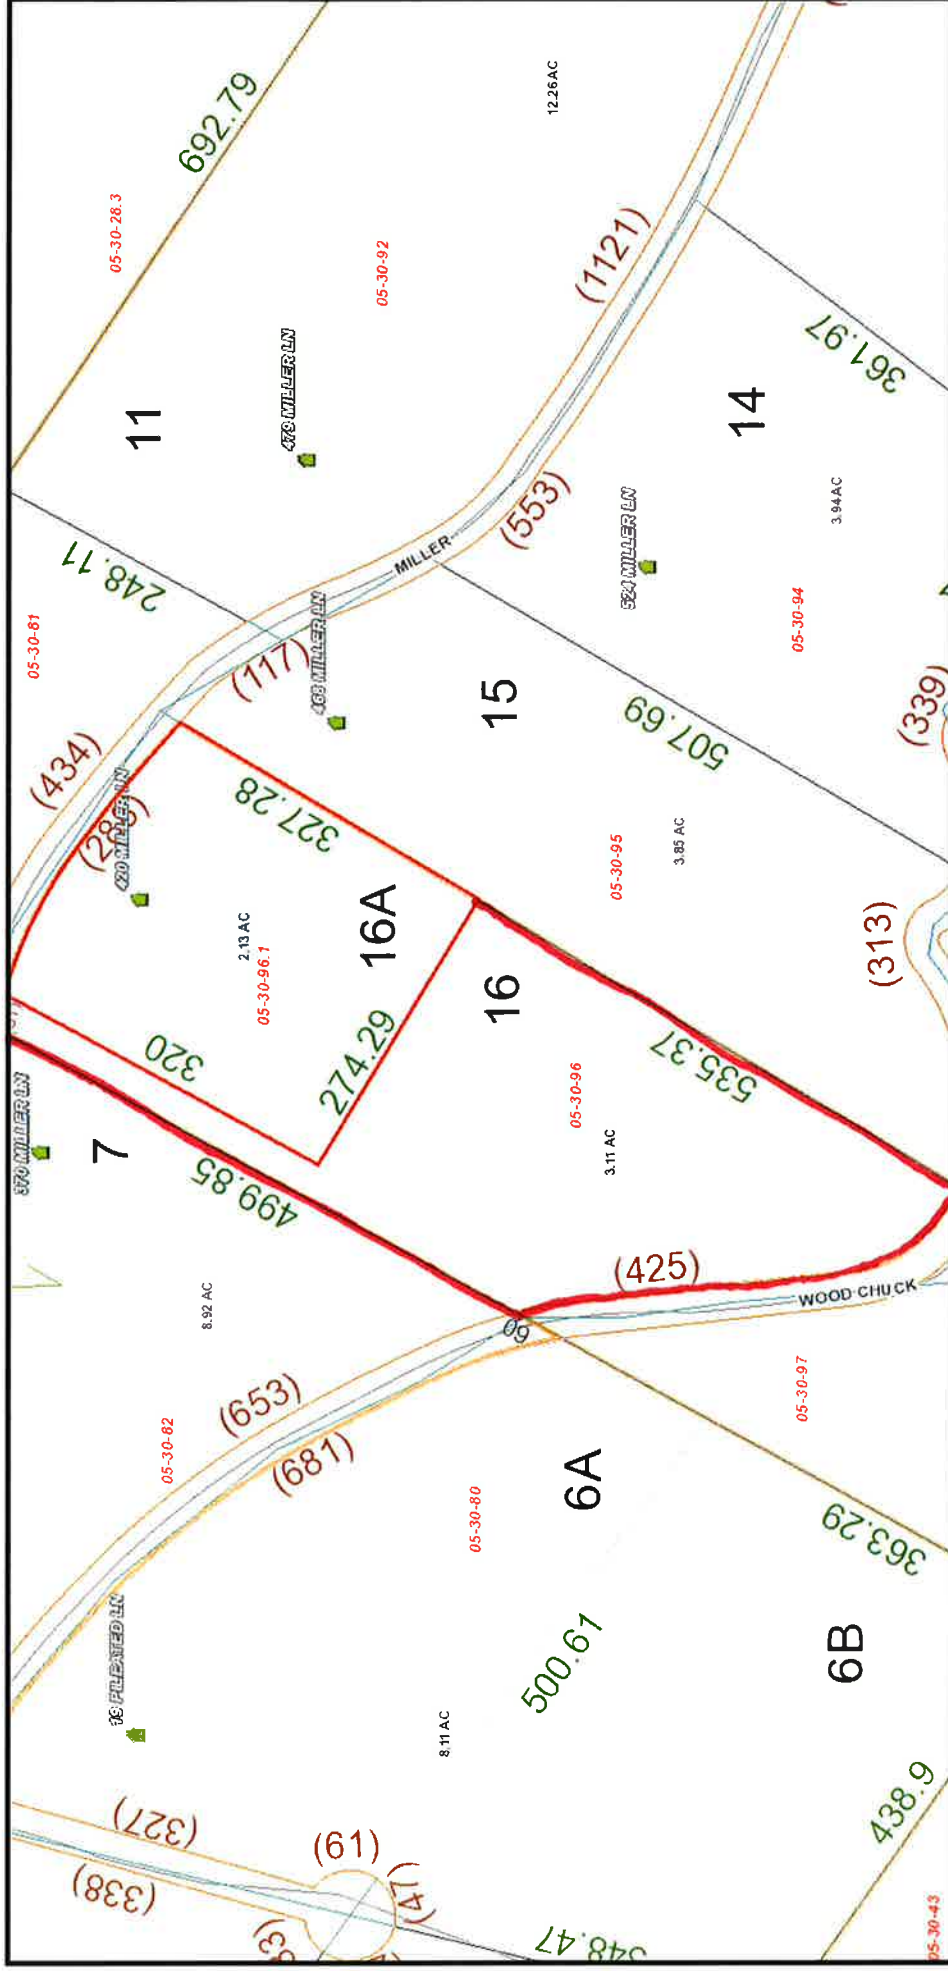 692.79
05-30-28.3
12.26 AC
05-30-92
(1121)
11
479 MILLER LN
361.97
14
248.11
(553)
3.94 AC
MILLER
524 MILLER LN
05-30-81
468 MILLER LN
(117)
05-30-94
15
507.69
(339)
(434)
420 MILLER LN
327.28
05-30-95
3.85 AC
2.13 AC
05-30-96.1
16A
(313)
16
320
274.29
535.37
370 MILLER LN
7
05-30-96
3.11 AC
499.85
8.92 AC
(425)
WOOD CHUCK
60
(653)
05-30-97
05-30-82
(681)
6A
05-30-80
363.29
19 PILEATED LN
500.61
6B
8.11 AC
(327)
438.9
(61)
(338)
(47)
348.47
05-30-43